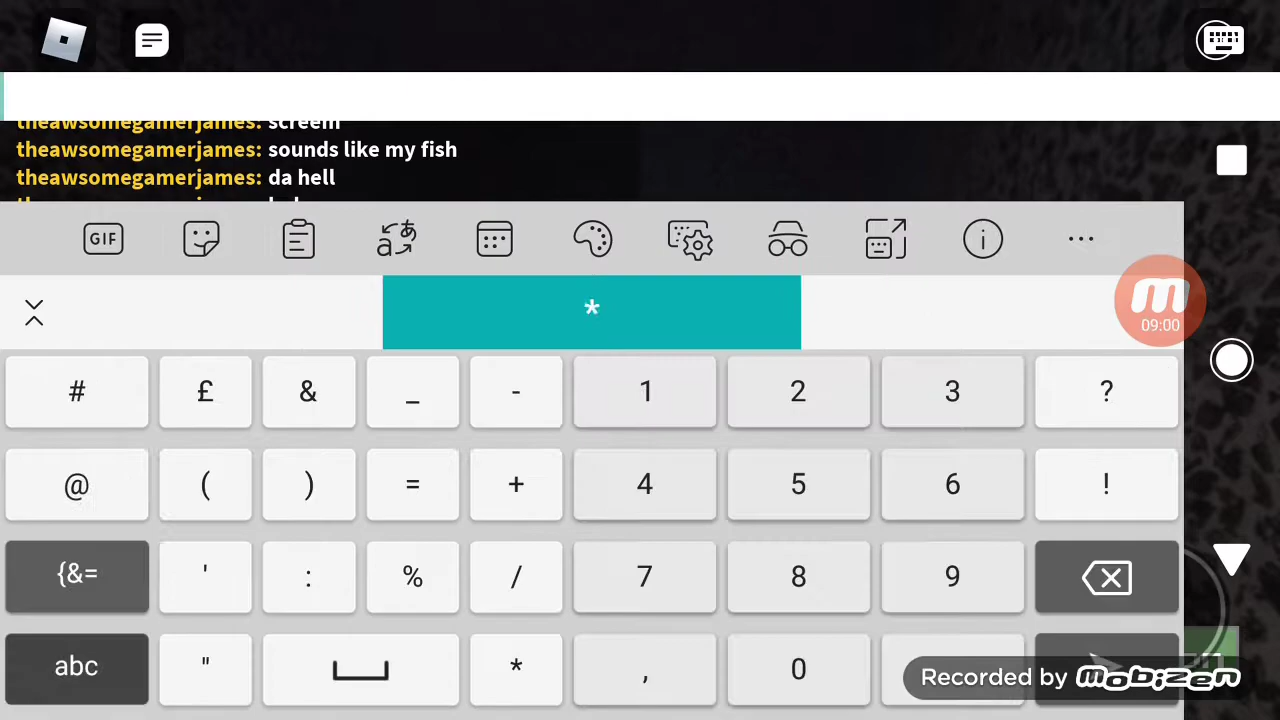 theawsomegamerjames: screem
theawsomegamerjames: sounds like my fish
theawsomegamerjames: da hell
GIF
*
09:00
# £ & _ - 1 2 3 ?
@ ( ) = + 4 5 6 !
{&= ' : % / 7 8 9
abc " * , 0
Recorded by mobizen